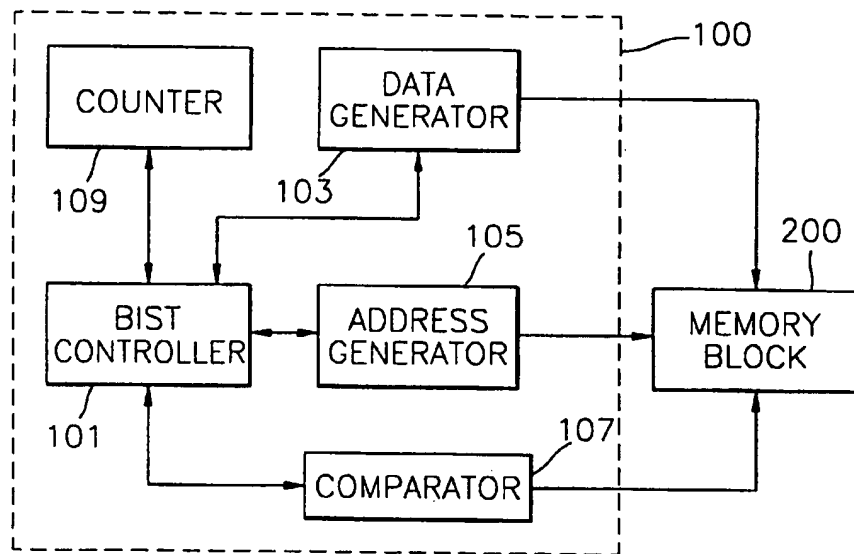 100
COUNTER
DATA
GENERATOR
109
103
105
200
BIST
CONTROLLER
ADDRESS
GENERATOR
MEMORY
BLOCK
101
107
COMPARATOR